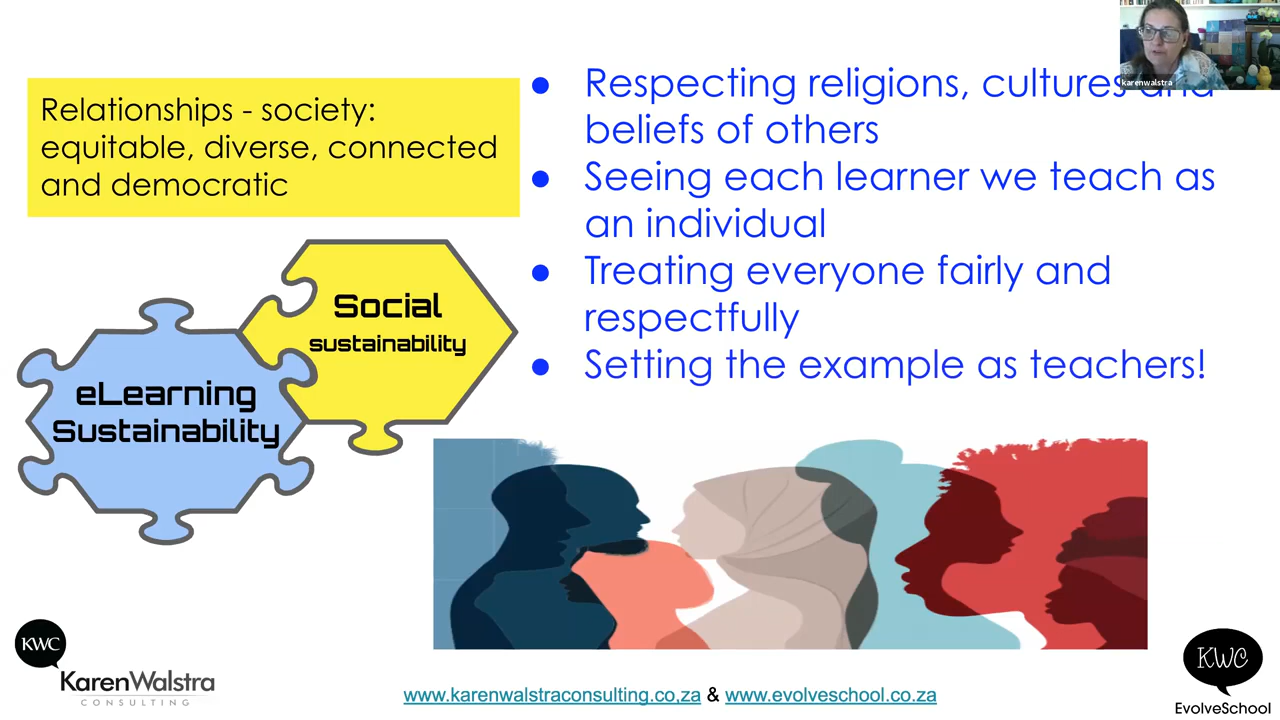 karenwalstra
Relationships - society:
equitable, diverse, connected
and democratic
● Respecting religions, cultures and
beliefs of others
● Seeing each learner we teach as
an individual
● Treating everyone fairly and
respectfully
● Setting the example as teachers!
Social
sustainability
eLearning
Sustainability
KWC
KarenWalstra
CONSULTING
www.karenwalstraconsulting.co,za & www.evolveschool.co.za
KWC
EvolveSchool